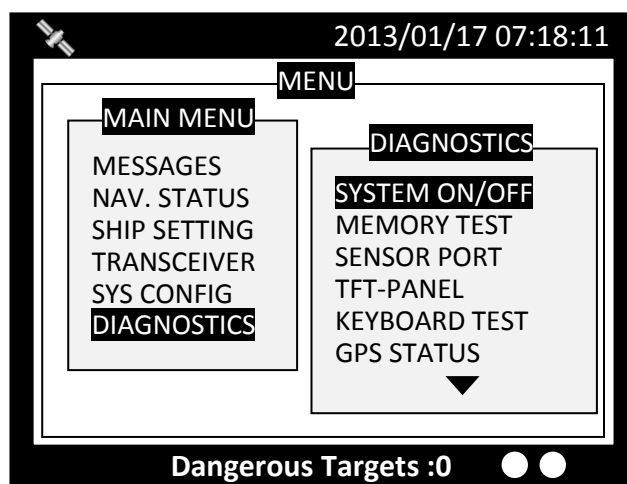 2013/01/17 07:18:11
MENU
MAIN MENU
MESSAGES
NAV. STATUS
SHIP SETTING
TRANSCEIVER
SYS CONFIG
DIAGNOSTICS
DIAGNOSTICS
SYSTEM ON/OFF
MEMORY TEST
SENSOR PORT
TFT-PANEL
KEYBOARD TEST
GPS STATUS
Dangerous Targets :0